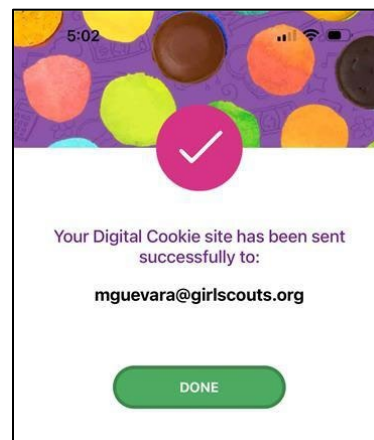 5:02
Your Digital Cookie site has been sent
successfully to:
mguevara@girlscouts.org
DONE